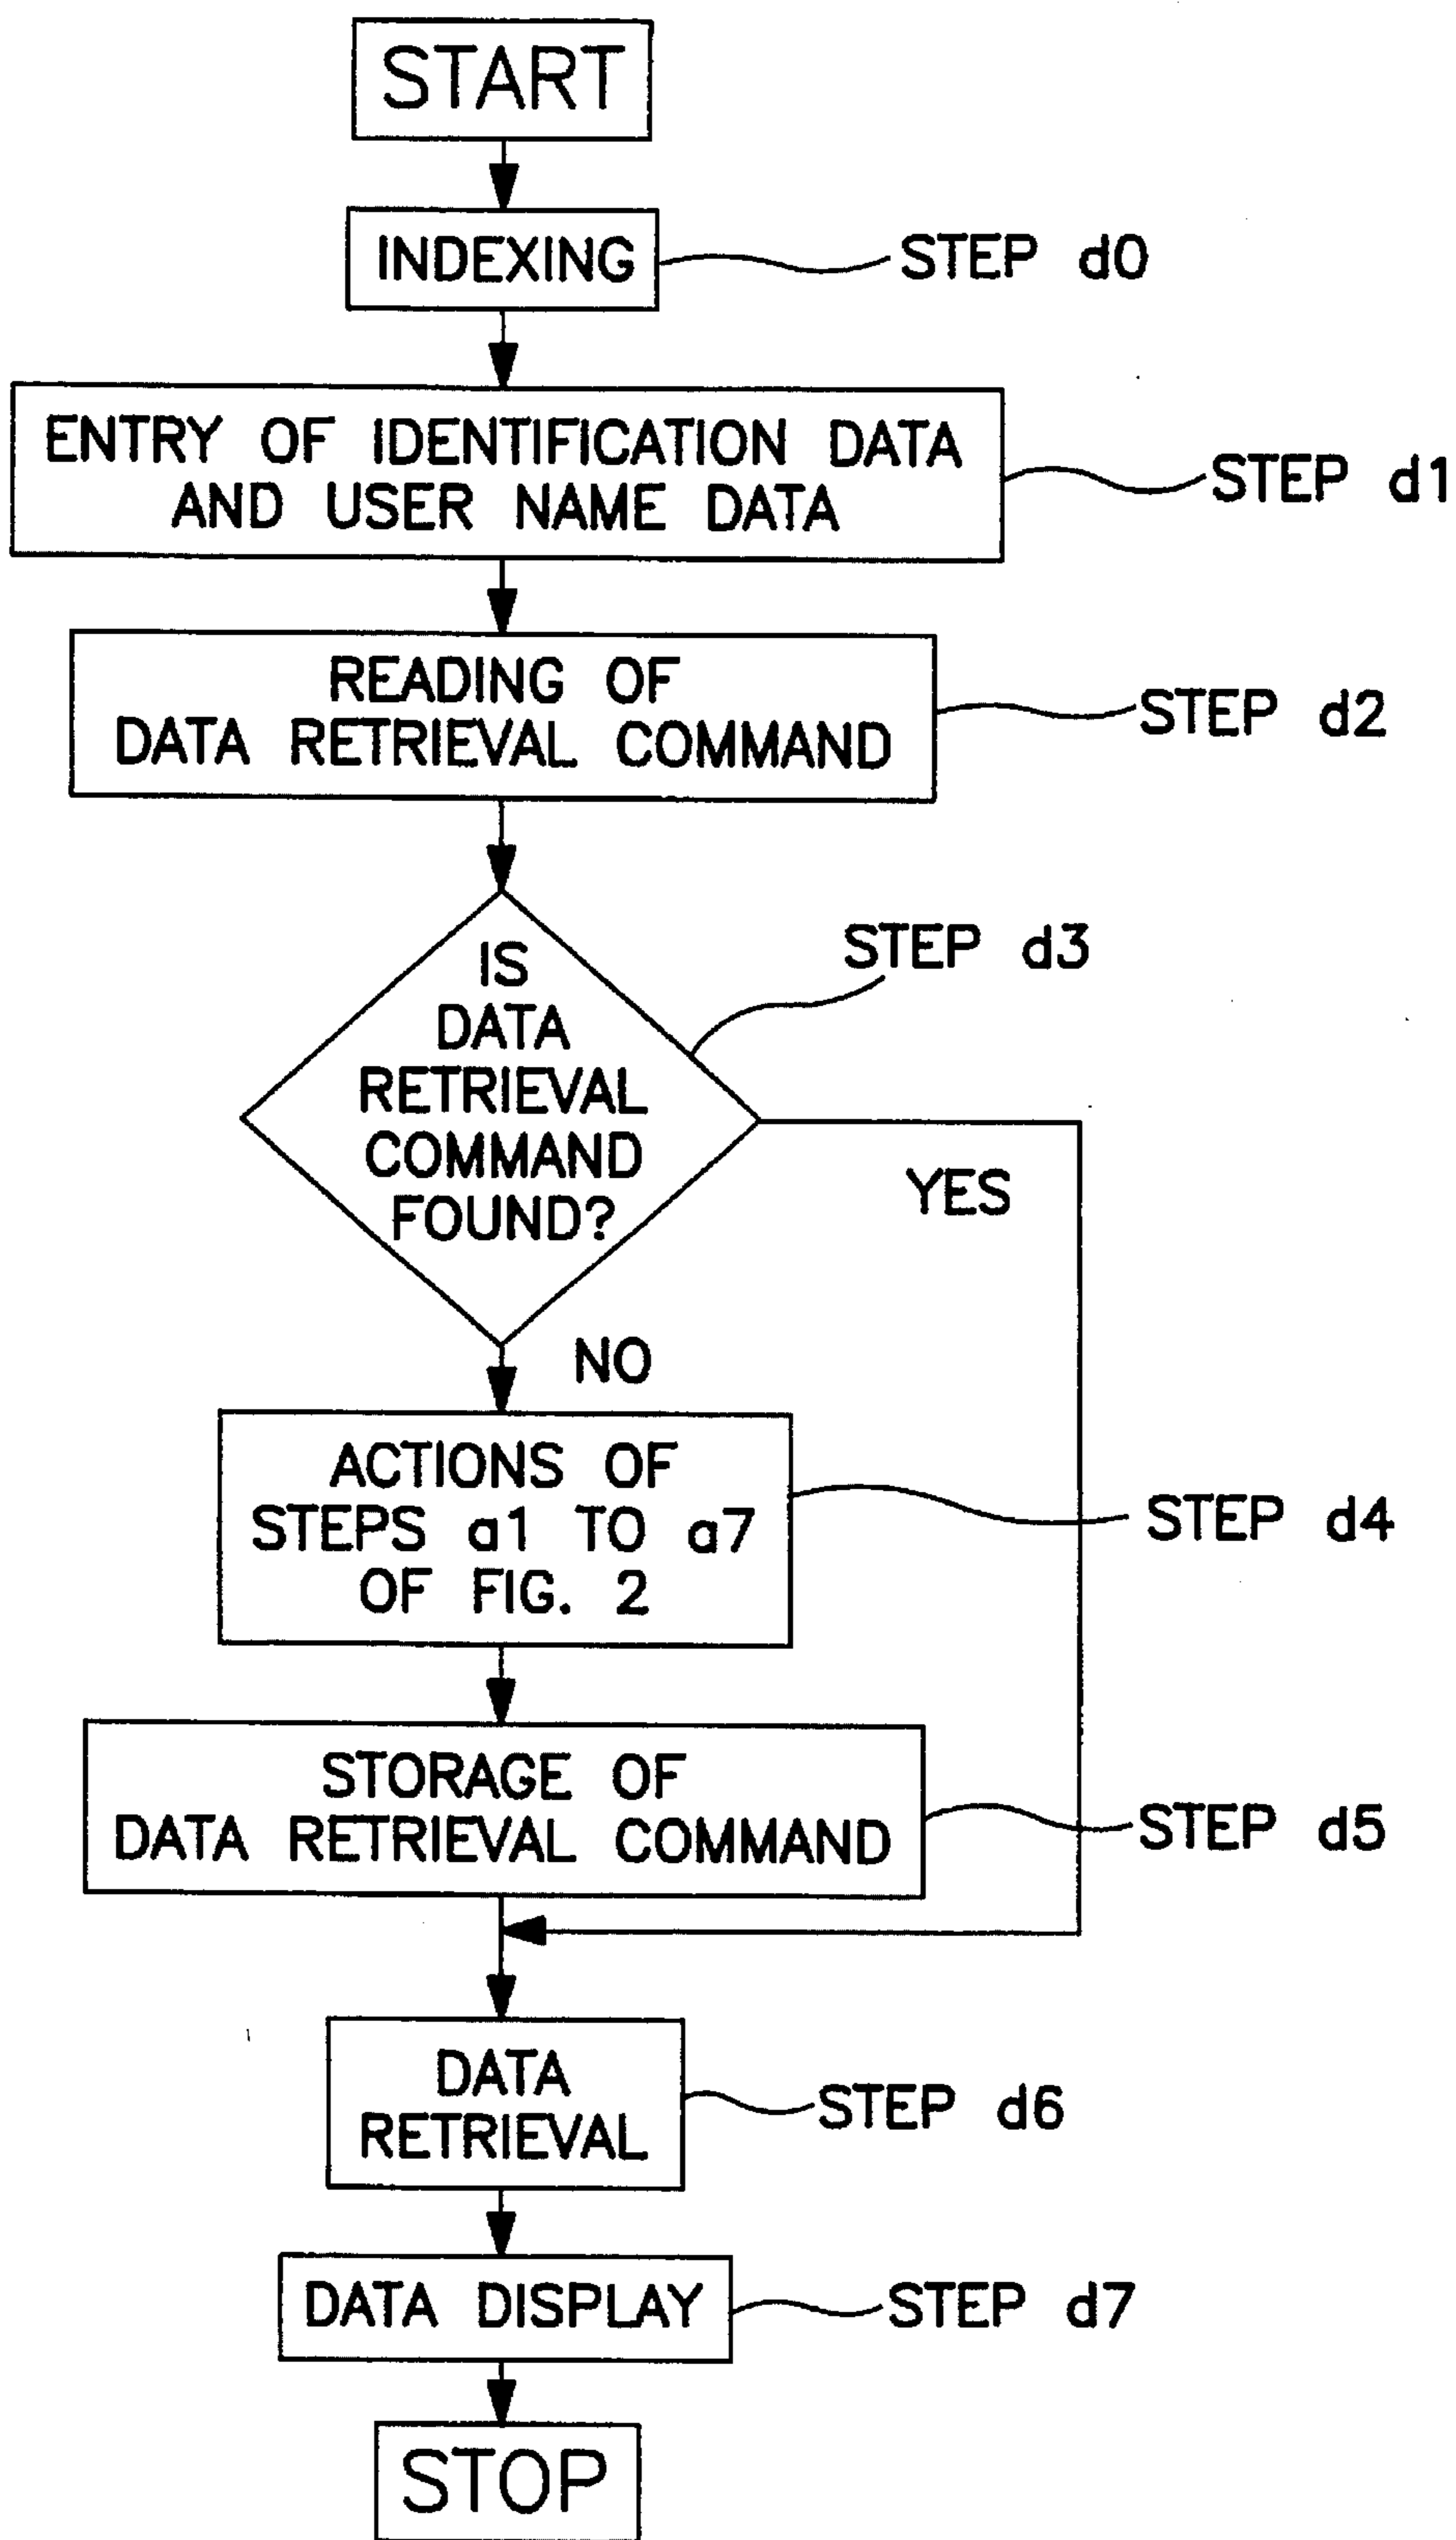 START
INDEXING
STEP d0
ENTRY OF IDENTIFICATION DATA
AND USER NAME DATA
STEP d1
READING OF
DATA RETRIEVAL COMMAND
STEP d2
IS
DATA
RETRIEVAL
COMMAND
FOUND?
STEP d3
YES
NO
ACTIONS OF
STEPS a1 TO a7
OF FIG. 2
STEP d4
STORAGE OF
DATA RETRIEVAL COMMAND
STEP d5
DATA
RETRIEVAL
STEP d6
DATA DISPLAY
STEP d7
STOP